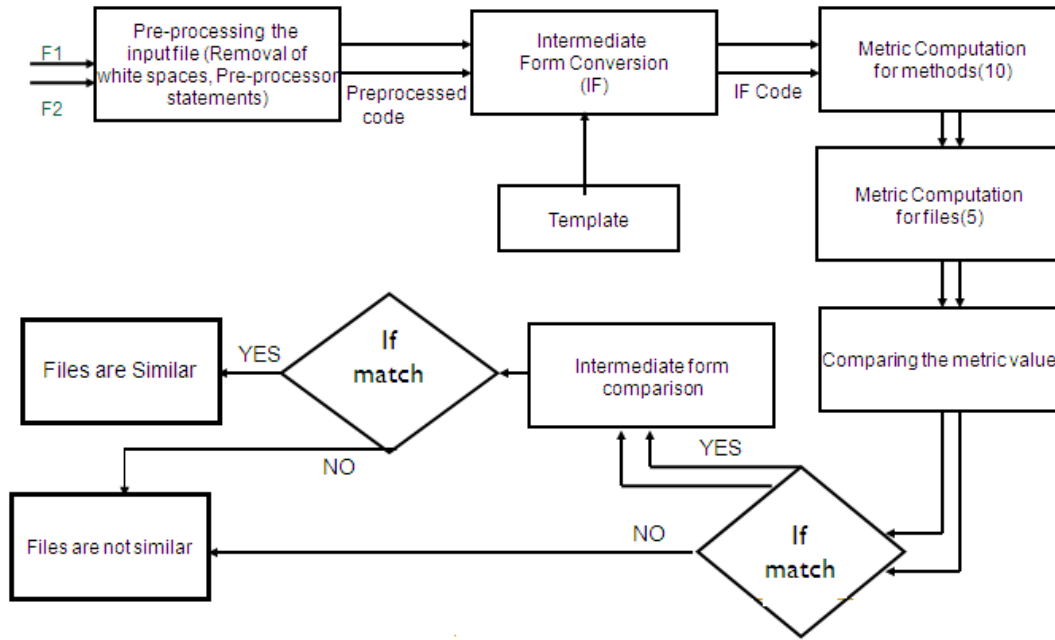 F1
F2
Pre-processing the
input file (Removal of
white spaces, Pre-processor
statements)
Preprocessed
code
Intermediate
Form Conversion
(IF)
IF Code
Metric Computation
for methods(10)
Template
Metric Computation
for files(5)
Comparing the metric value
If
match
YES
NO
Intermediate form
comparison
If
match
YES
NO
Files are Similar
Files are not similar